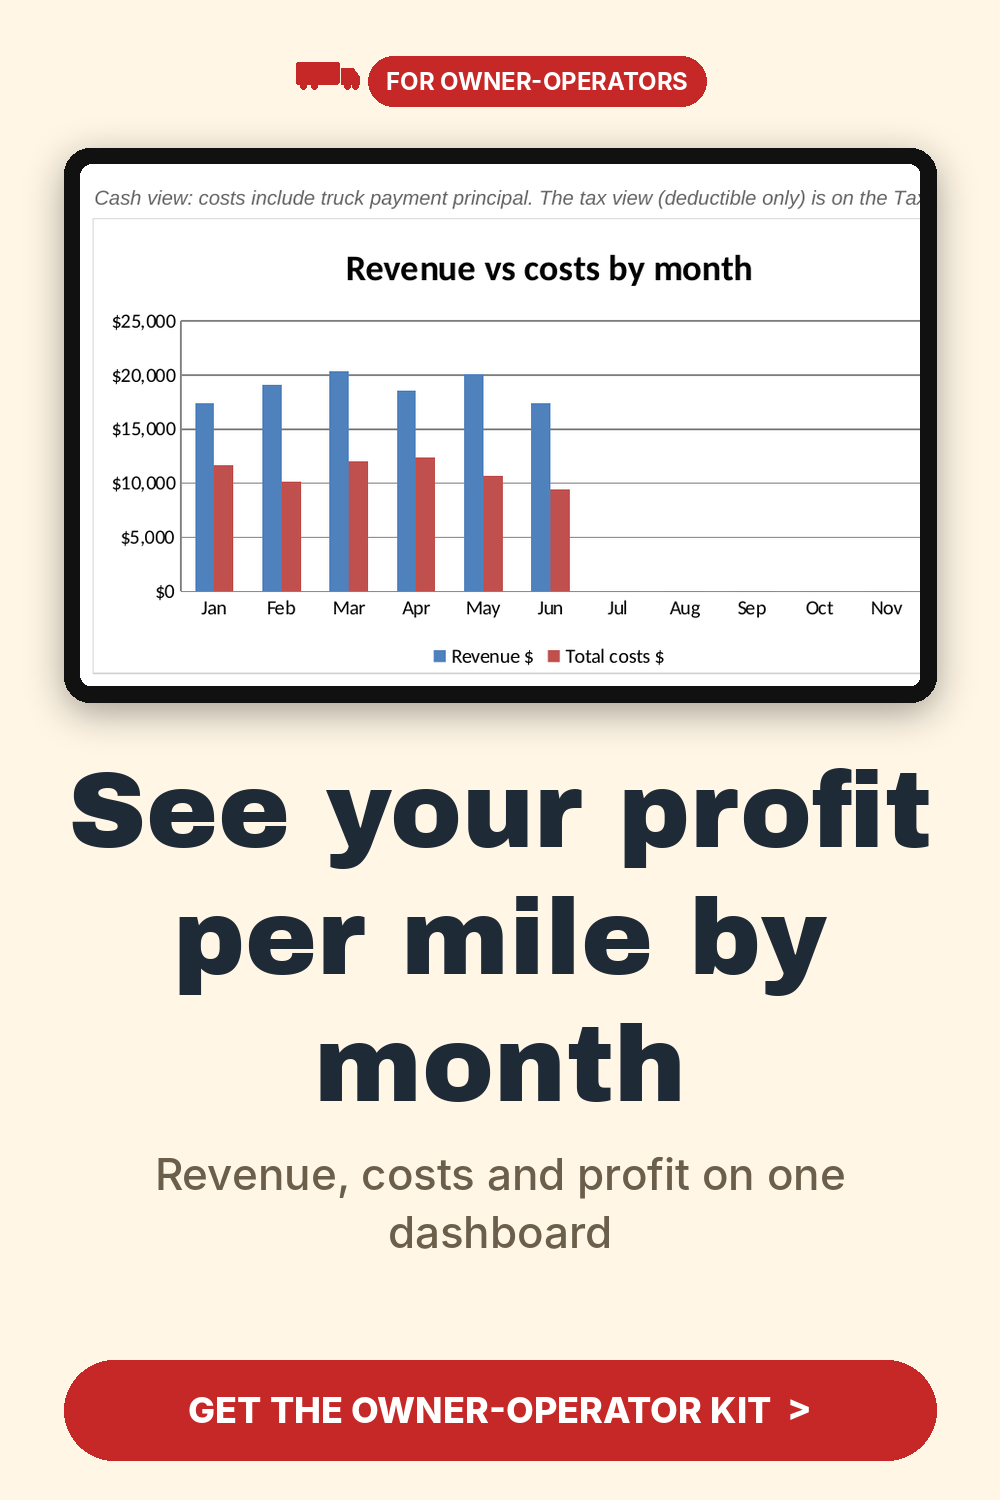 FOR OWNER-OPERATORS
Cash view: costs include truck payment principal. The tax view (deductible only) is on the Tax
Revenue vs costs by month
$25,000
$20,000
$15,000
$10,000
$5,000
$0
Jan Feb Mar Apr May Jun Jul Aug Sep Oct Nov
Revenue $ Total costs $
See your profit
per mile by
month
Revenue, costs and profit on one
dashboard
GET THE OWNER-OPERATOR KIT >